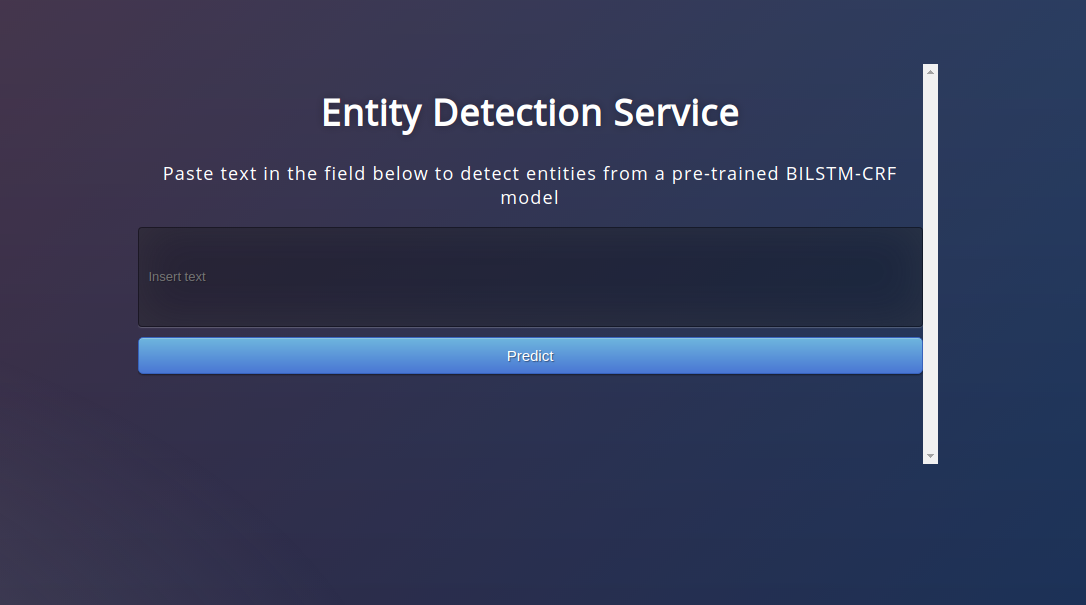 Entity Detection Service
Paste text in the field below to detect entities from a pre-trained BILSTM-CRF
model
Insert text
Predict